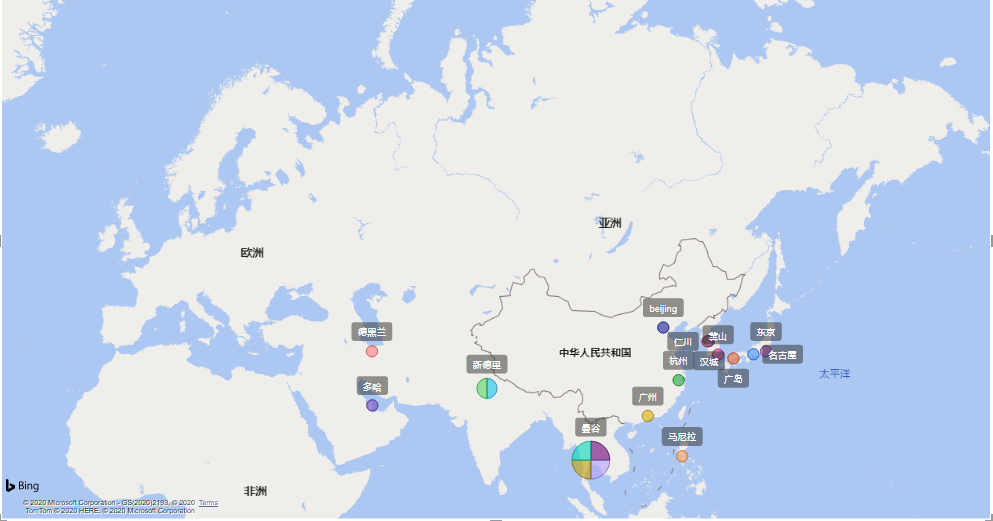 亚洲
欧洲
beijing
德黑兰
仁川
釜山
东京
中华人民共和国
新德里
杭州
汉城
名古屋
太平洋
多哈
广岛
广州
曼谷
马尼拉
非洲
Bing
© 2020 Microsoft Corporation - GS(2020)2193, © 2020 Terms
TomTom © 2020 HERE, © 2020 Microsoft Corporation